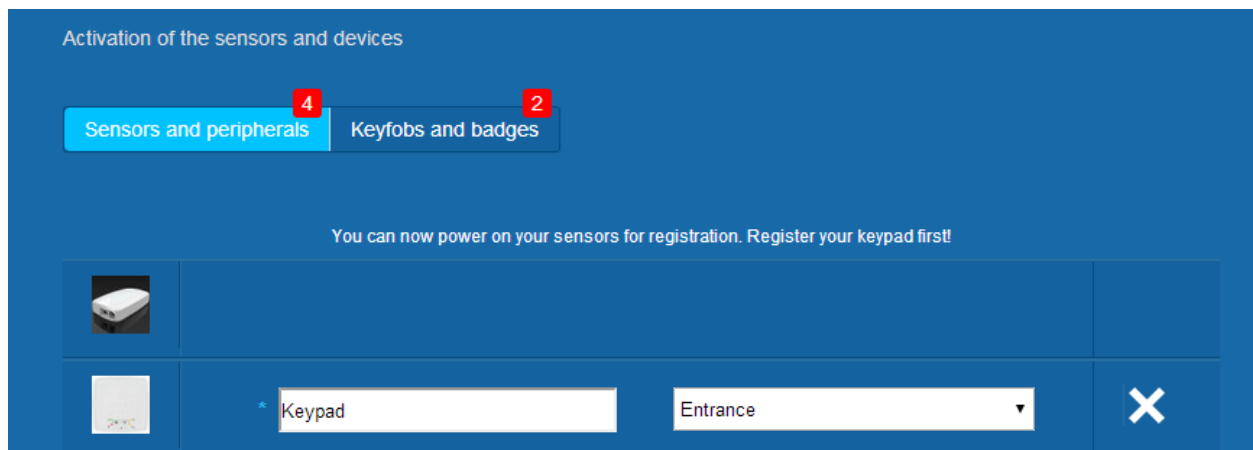 Activation of the sensors and devices
4 2
Sensors and peripherals Keyfobs and badges
You can now power on your sensors for registration. Register your keypad first!
* Keypad Entrance